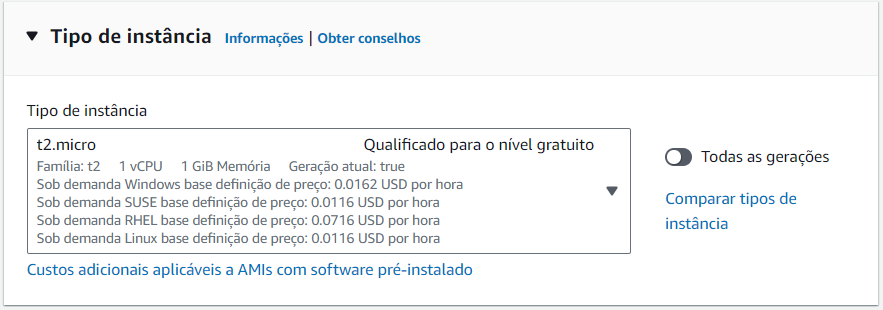 Tipo de instância Informações | Obter conselhos
Tipo de instância
t2.micro Qualificado para o nível gratuito
Família: t2 1 vCPU 1 GiB Memória Geração atual: true
Sob demanda Windows base definição de preço: 0.0162 USD por hora
Sob demanda SUSE base definição de preço: 0.0116 USD por hora
Sob demanda RHEL base definição de preço: 0.0716 USD por hora
Sob demanda Linux base definição de preço: 0.0116 USD por hora
Todas as gerações
Comparar tipos de
instância
Custos adicionais aplicáveis a AMIs com software pré-instalado